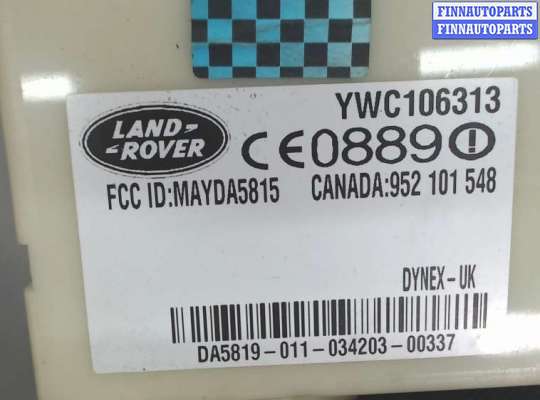 FINNAUTOPARTS
FINNAUTOPARTS
YWC106313
LAND-
-ROVER
CE0889!
FCC ID:MAYDA5815 CANADA:952 101 548
DYNEX-UK
DA5819-011-034203-00337